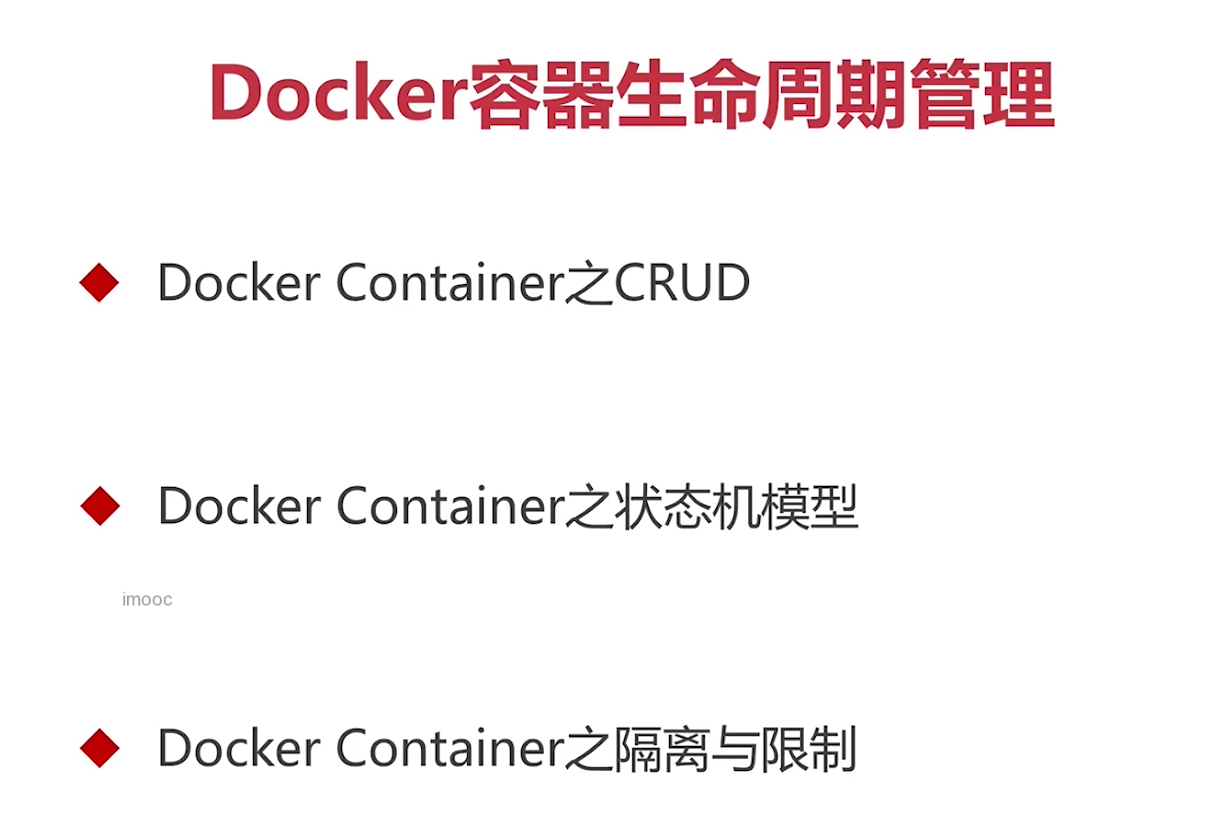 Docker容器生命周期管理
Docker Container之CRUD
Docker Container之状态机模型
imooc
Docker Container之隔离与限制